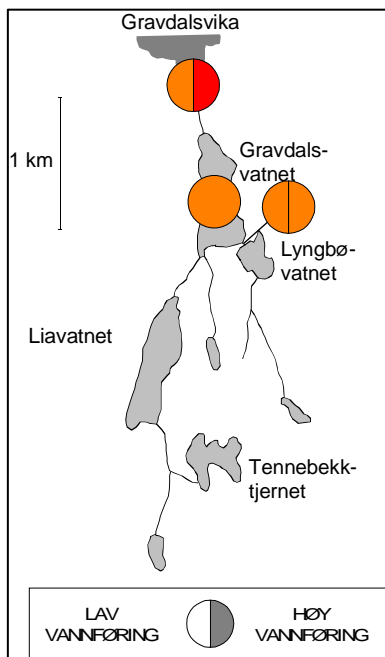 Gravdalsvika
1 km
Gravdals-
vatnet
Lyngbø-
vatnet
Liavatnet
Tennebekk-
tjernet
LAV HØY
VANNFØRING VANNFØRING